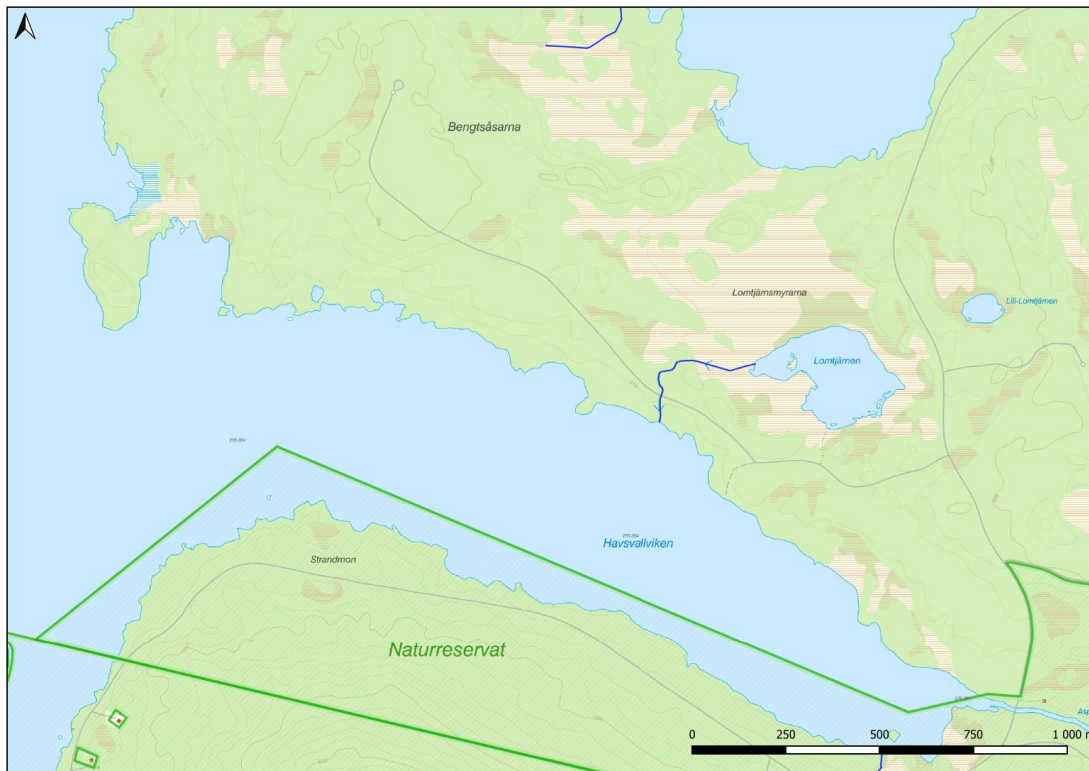 Bengtsåsarna
Lomtjärnsmyrarna
Lill-Lomtjärnen
Lomtjärnen
Havsvallviken
Strandmon
Naturreservat
0 250 500 750 1 000 m